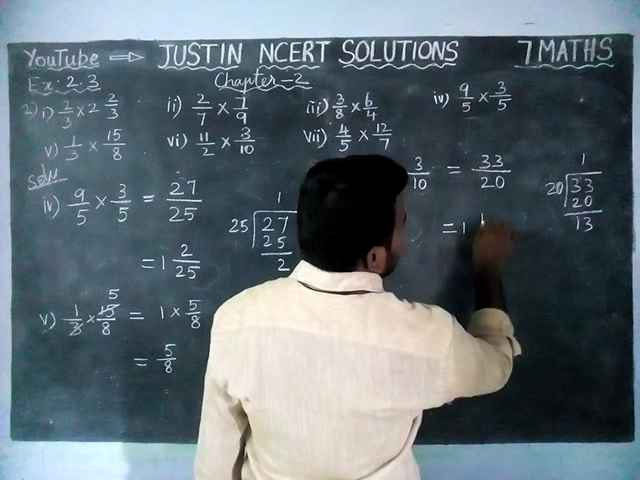 YouTube ⇒ JUSTIN NCERT SOLUTIONS 7 MATHS
Ex: 2.3 Chapter-2
2) i) 2/3 × 2 2/3 ii) 2/7 × 7/9 iii) 3/8 × 6/4 iv) 9/5 × 3/5
v) 1/3 × 15/8 vi) 11/2 × 3/10 vii) 4/5 × 12/7
Soln
iv) 9/5 × 3/5 = 27/25
1
25 27
25
2
= 1 2/25
v) 1/3 × 15/8 5 = 1 × 5/8
= 5/8
3/10 = 33/20
1
20 33
20
13
= 1 1